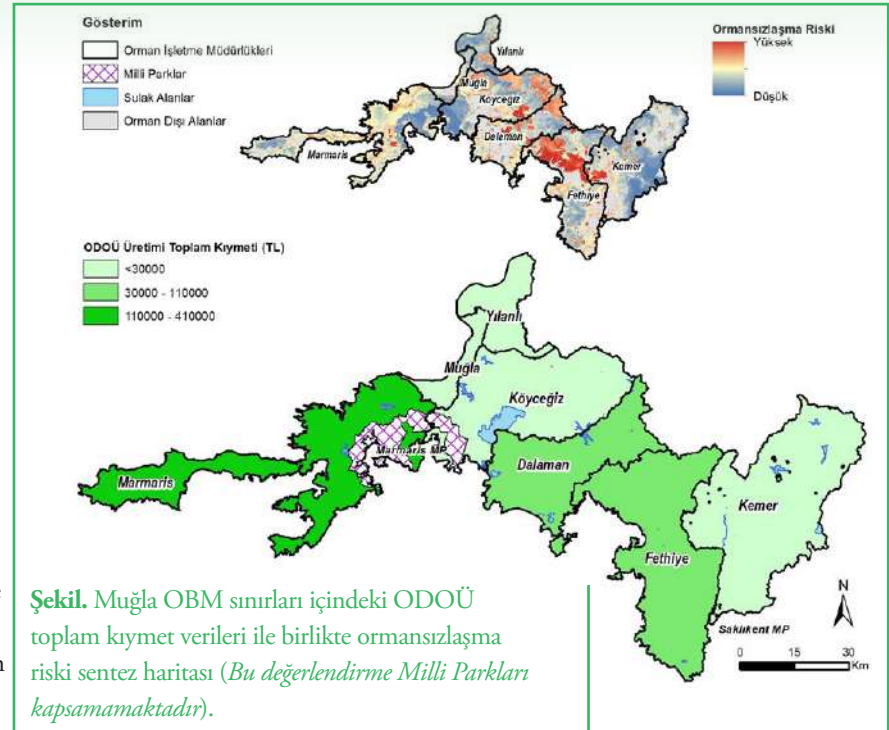 Gösterim
Orman İşletme Müdürlükleri
Milli Parklar
Sulak Alanlar
Orman Dışı Alanlar
Ormansızlaşma Riski
Yüksek
Düşük
Yılanlı
Muğla
Köyceğiz
Dalaman
Marmaris
Kemer
Fethiye
ODOÜ Üretimi Toplam Kıymeti (TL)
<30000
30000 - 110000
110000 - 410000
Yılanlı
Muğla
Köyceğiz
Marmaris MP
Dalaman
Marmaris
Kemer
Fethiye
N
Saklıkent MP
0 15 30
Km
Şekil. Muğla OBM sınırları içindeki ODOÜ
toplam kıymet verileri ile birlikte ormansızlaşma
riski sentez haritası (Bu değerlendirme Milli Parkları
kapsamamaktadır).